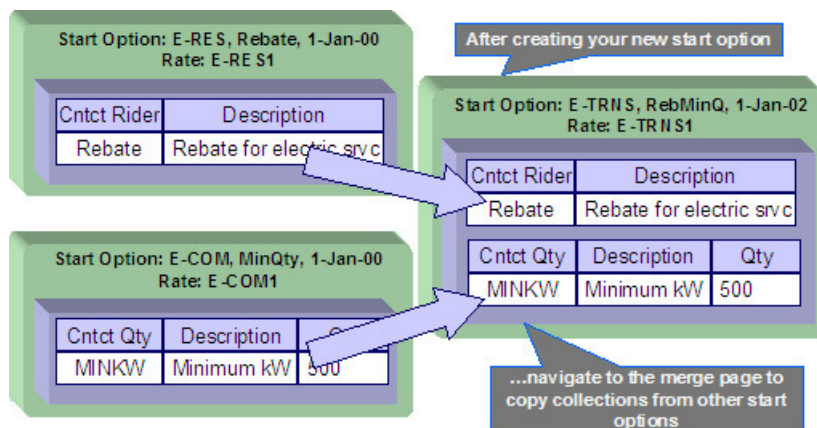 Start Option: E-RES, Rebate, 1-Jan-00
Rate: E-RES1
Cntct Rider Description
Rebate Rebate for electric srvc
Start Option: E-COM, MinQty, 1-Jan-00
Rate: E-COM1
Cntct Qty Description
MINKW Minimum kW 500
After creating your new start option
Start Option: E-TRNS, RebMinQ, 1-Jan-02
Rate: E-TRNS1
Cntct Rider Description
Rebate Rebate for electric srvc
Cntct Qty Description Qty
MINKW Minimum kW 500
...navigate to the merge page to
copy collections from other start
options